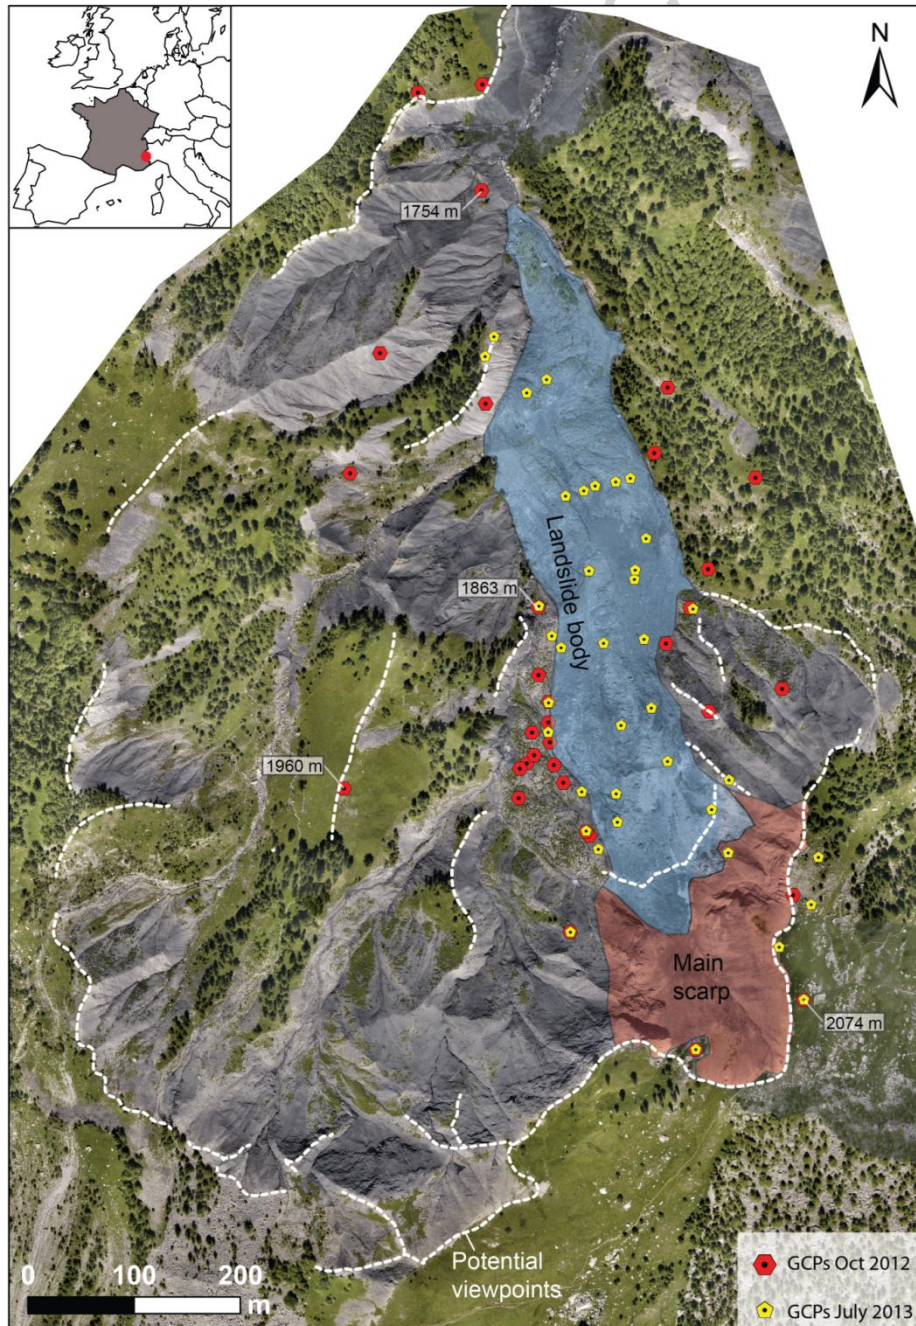 N
1754 m
Landslide body
1863 m
1960 m
Main
scarp
2074 m
Potential
viewpoints
0 100 200
m
GCPs Oct 2012
GCPs July 2013